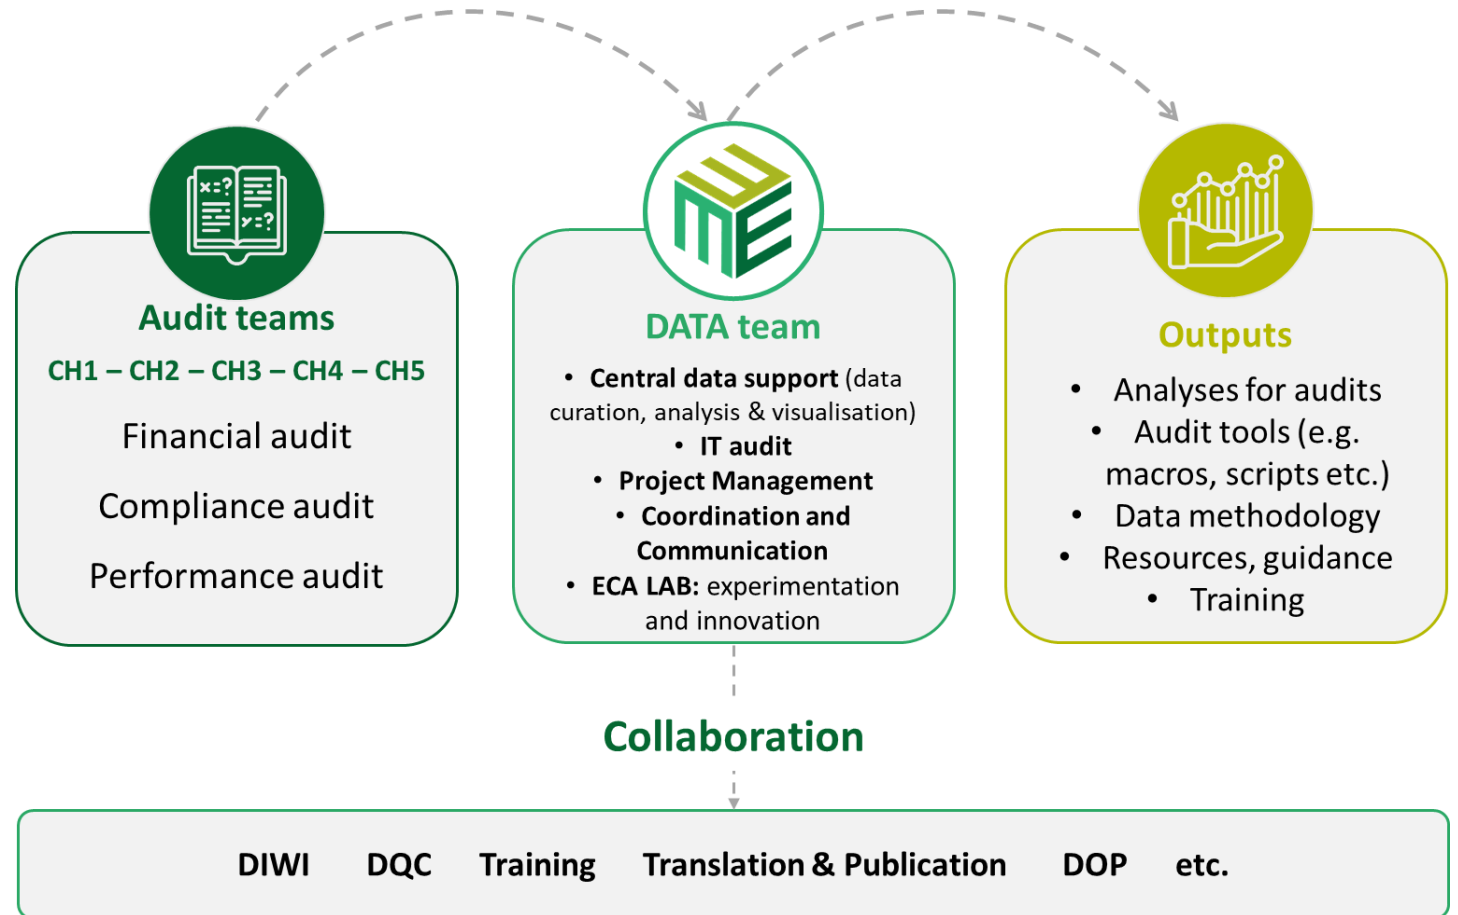 x=?
y=?
Audit teams
CH1 – CH2 – CH3 – CH4 – CH5
Financial audit
Compliance audit
Performance audit
DATA team
• Central data support (data
curation, analysis & visualisation)
• IT audit
• Project Management
• Coordination and
Communication
• ECA LAB: experimentation
and innovation
Outputs
• Analyses for audits
• Audit tools (e.g.
macros, scripts etc.)
• Data methodology
• Resources, guidance
• Training
Collaboration
DIWI DQC Training Translation & Publication DOP etc.